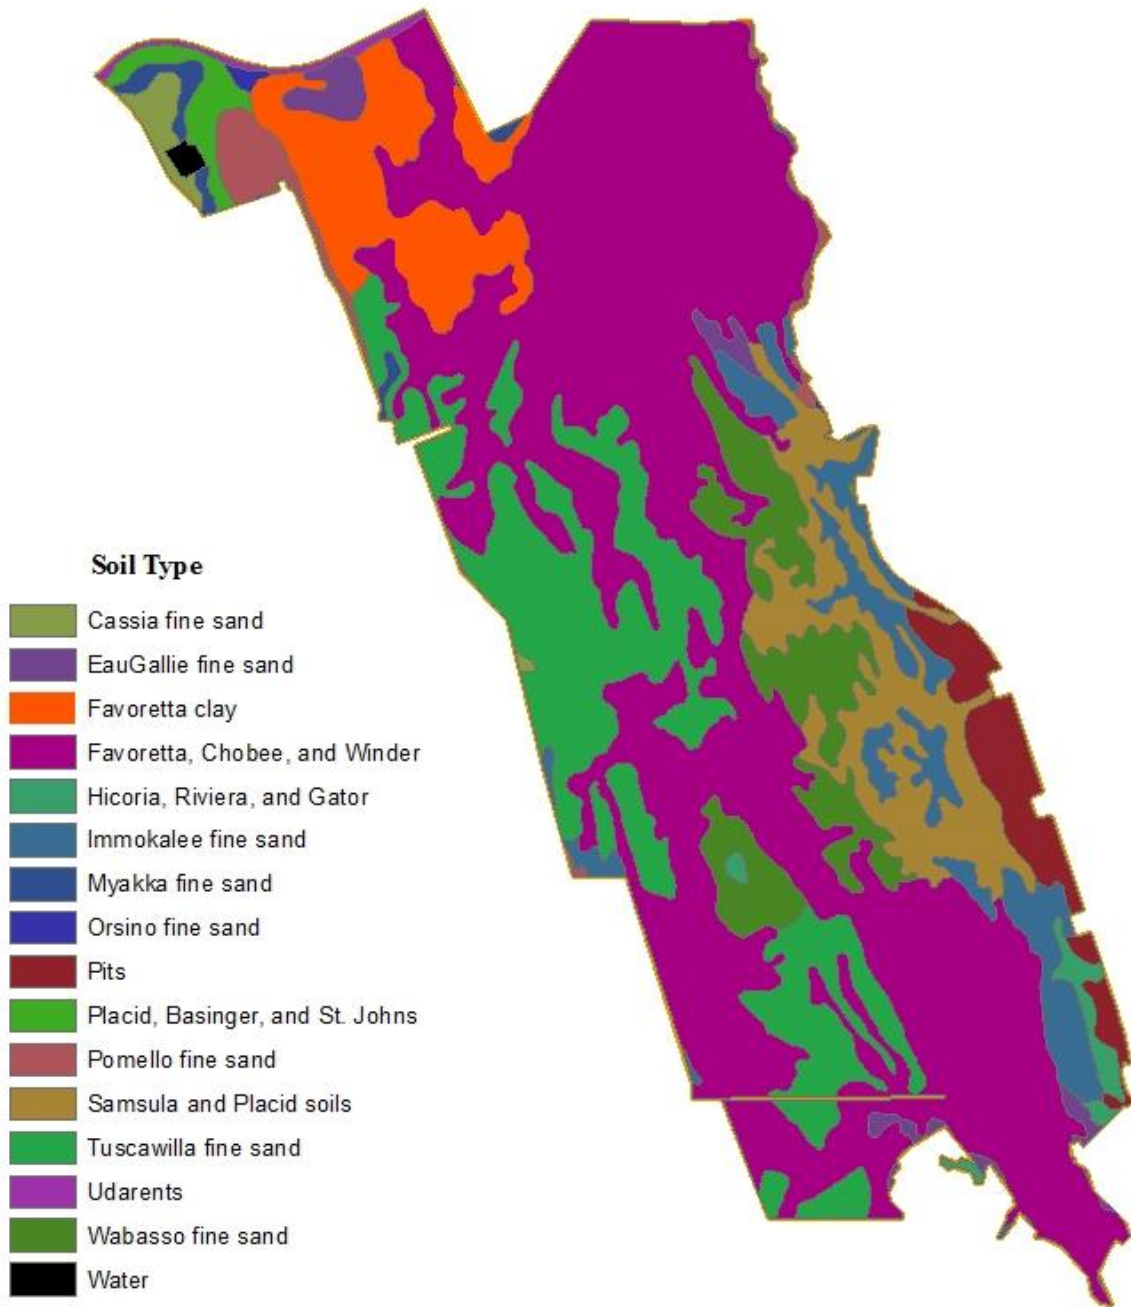 Soil Type
Cassia fine sand
EauGallie fine sand
Favoretta clay
Favoretta, Chobee, and Winder
Hicoria, Riviera, and Gator
Immokalee fine sand
Myakka fine sand
Orsino fine sand
Pits
Placid, Basinger, and St. Johns
Pomello fine sand
Samsula and Placid soils
Tuscawilla fine sand
Udarents
Wabasso fine sand
Water